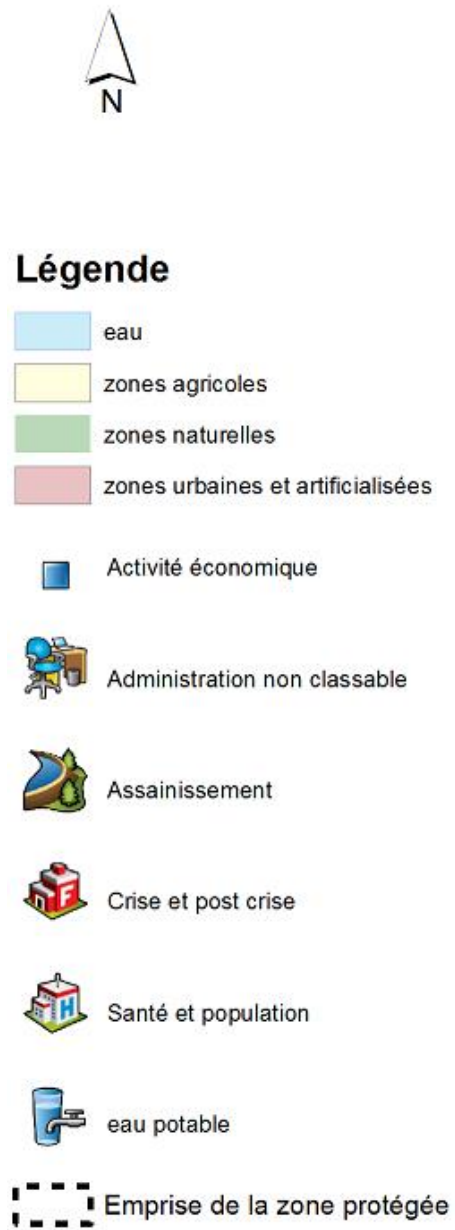 N
Légende
eau
zones agricoles
zones naturelles
zones urbaines et artificialisées
Activité économique
Administration non classable
Assainissement
F
Crise et post crise
H
Santé et population
eau potable
Emprise de la zone protégée